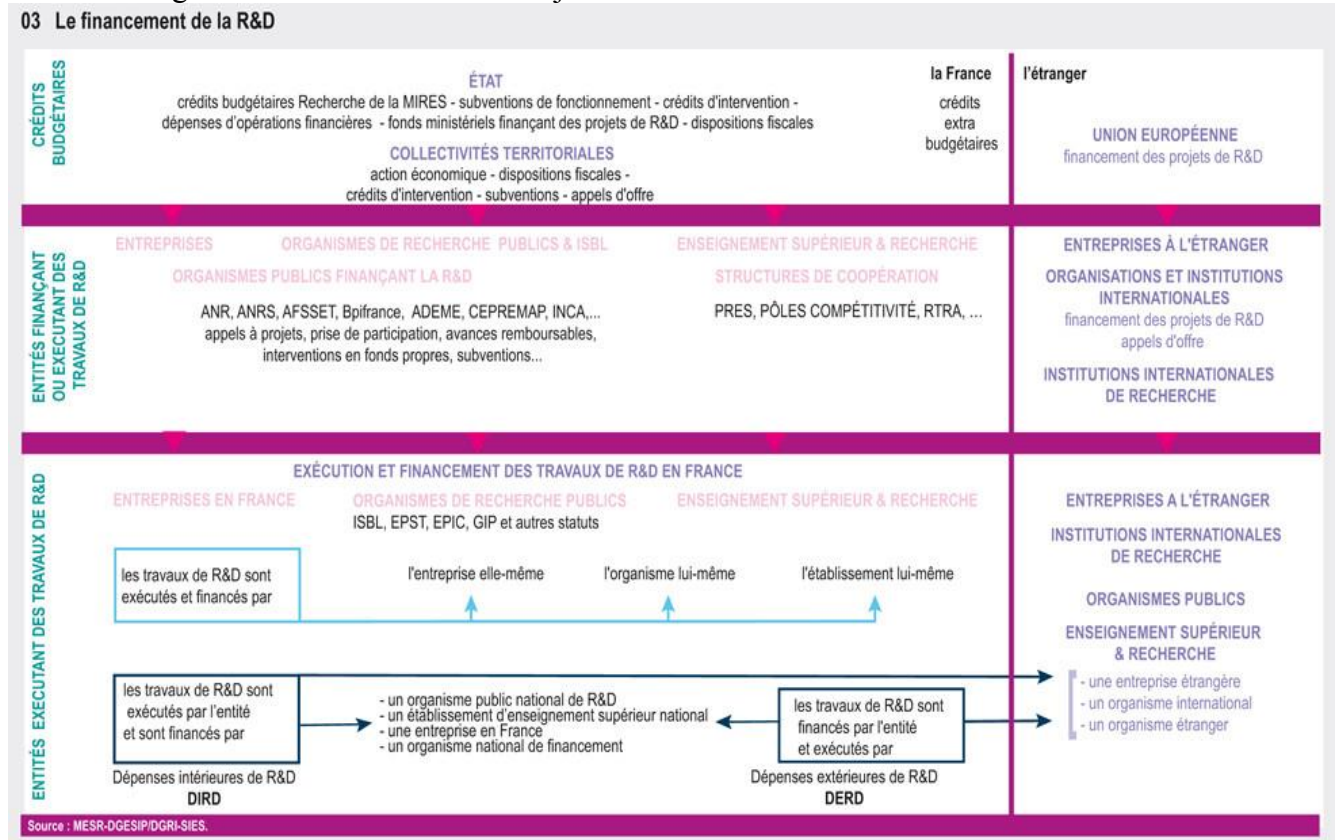 03 Le financement de la R&D
CRÉDITS
BUDGÉTAIRES
ÉTAT
crédits budgétaires Recherche de la MIRES - subventions de fonctionnement - crédits d'intervention -
dépenses d'opérations financières - fonds ministériels finançant des projets de R&D - dispositions fiscales
COLLECTIVITÉS TERRITORIALES
action économique - dispositions fiscales -
crédits d'intervention - subventions - appels d'offre
la France
crédits
extra
budgétaires
l'étranger
UNION EUROPÉENNE
financement des projets de R&D
ENTITÉS FINANÇANT
OU EXECUTANT DES
TRAVAUX DE R&D
ENTREPRISES
ORGANISMES DE RECHERCHE PUBLICS & ISBL
ENSEIGNEMENT SUPÉRIEUR & RECHERCHE
ORGANISMES PUBLICS FINANÇANT LA R&D
STRUCTURES DE COOPÉRATION
ANR, ANRS, AFSSET, Bpifrance, ADEME, CEPREMAP, INCA,...
appels à projets, prise de participation, avances remboursables,
interventions en fonds propres, subventions...
PRES, PÔLES COMPÉTITIVITÉ, RTRA, ...
ENTREPRISES À L'ÉTRANGER
ORGANISATIONS ET INSTITUTIONS
INTERNATIONALES
financement des projets de R&D
appels d'offre
INSTITUTIONS INTERNATIONALES
DE RECHERCHE
ENTITÉS EXECUTANT DES TRAVAUX DE R&D
EXÉCUTION ET FINANCEMENT DES TRAVAUX DE R&D EN FRANCE
ENTREPRISES EN FRANCE
ORGANISMES DE RECHERCHE PUBLICS
ISBL, EPST, EPIC, GIP et autres statuts
ENSEIGNEMENT SUPÉRIEUR & RECHERCHE
les travaux de R&D sont
exécutés et financés par
l'entreprise elle-même
l'organisme lui-même
l'établissement lui-même
les travaux de R&D sont
exécutés par l'entité
et sont financés par
Dépenses intérieures de R&D
DIRD
- un organisme public national de R&D
- un établissement d'enseignement supérieur national
- une entreprise en France
- un organisme national de financement
les travaux de R&D sont
financés par l'entité
et exécutés par
Dépenses extérieures de R&D
DERD
ENTREPRISES A L'ÉTRANGER
INSTITUTIONS INTERNATIONALES
DE RECHERCHE
ORGANISMES PUBLICS
ENSEIGNEMENT SUPÉRIEUR
& RECHERCHE
- une entreprise étrangère
- un organisme international
- un organisme étranger
Source : MESR-DGESIP/DGRI-SIES.